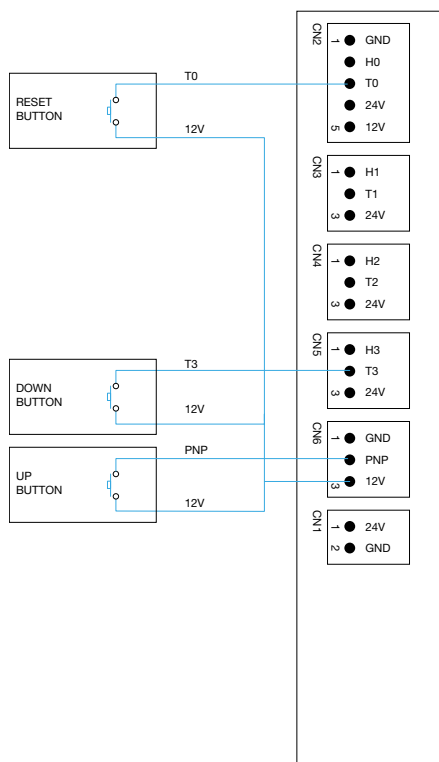 RESET
BUTTON
T0
12V
DOWN
BUTTON
T3
12V
UP
BUTTON
PNP
12V
CN2
1 GND
H0
T0
24V
5 12V
CN3
1 H1
T1
3 24V
CN4
1 H2
T2
3 24V
CN5
1 H3
T3
3 24V
CN6
1 GND
PNP
3 12V
CN1
1 24V
2 GND